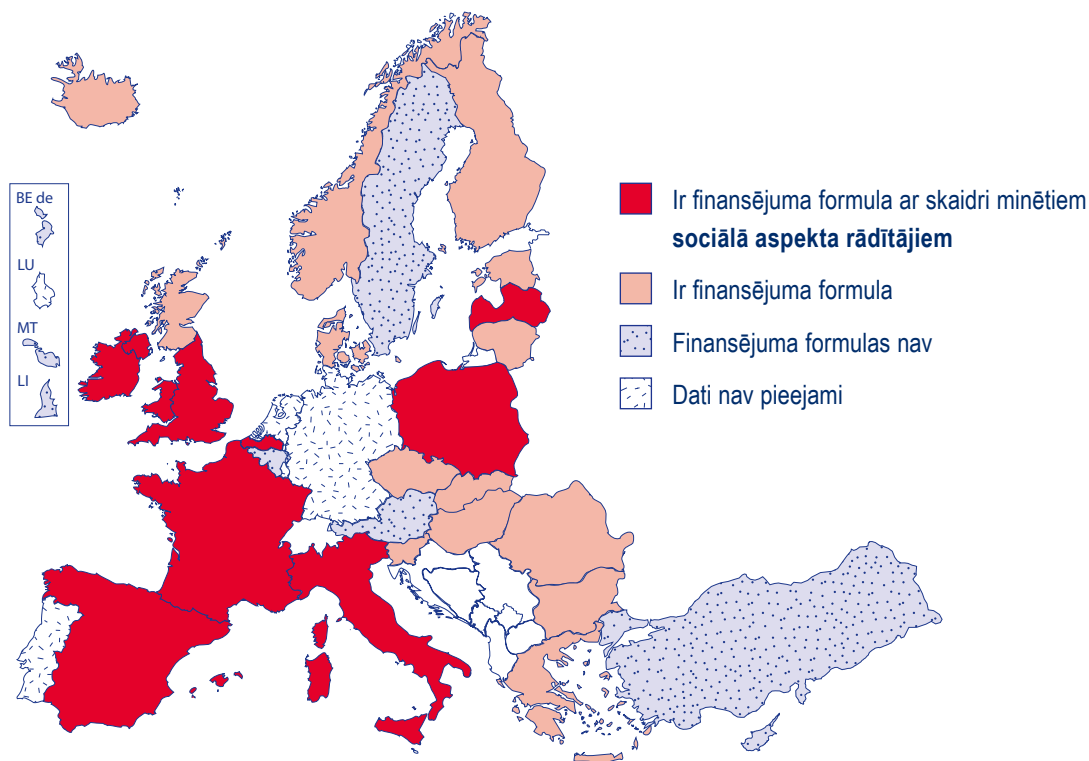 BE de
LU
MT
LI
Ir finansējuma formula ar skaidri minētiem
sociālā aspekta rādītājiem
Ir finansējuma formula
Finansējuma formulas nav
Dati nav pieejami